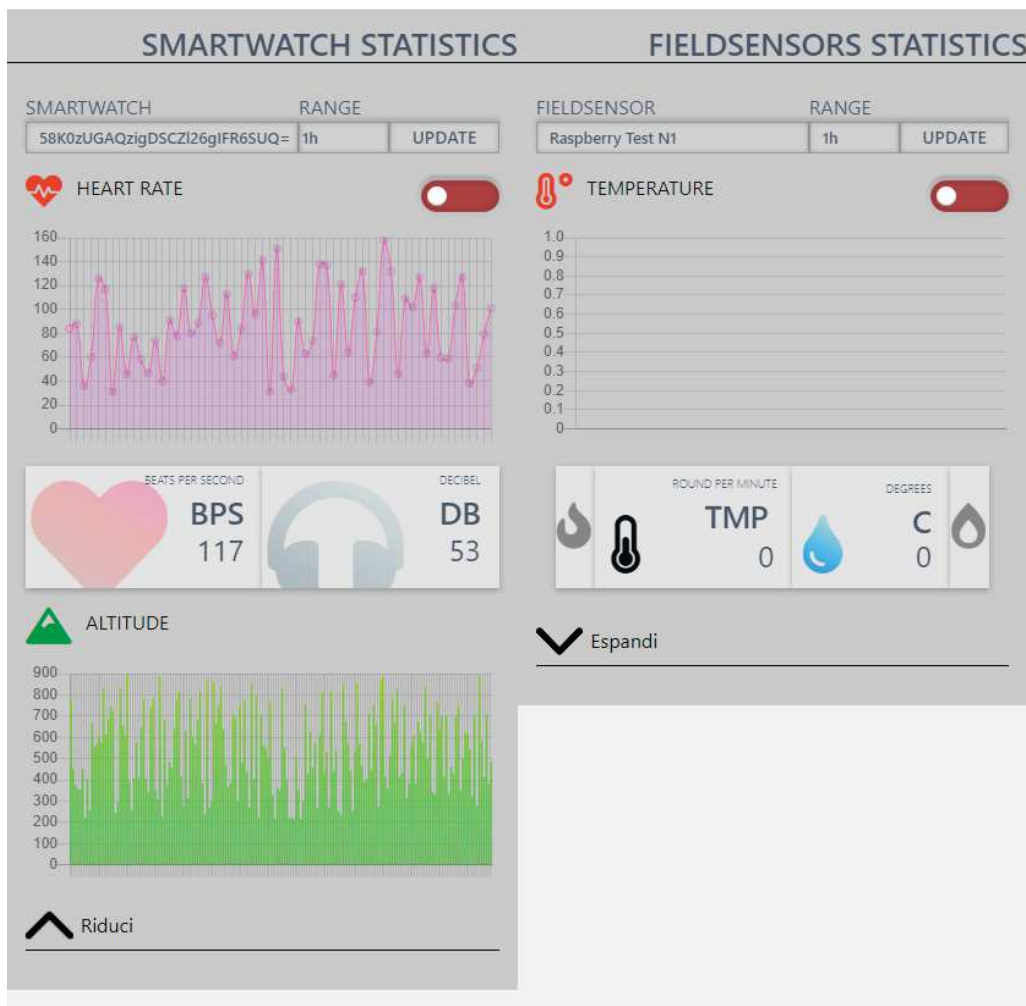 SMARTWATCH STATISTICS
SMARTWATCH RANGE
58K0zUGAQzigDSCZl26gIFR6SUQ= 1h UPDATE
HEART RATE
160
140
120
100
80
60
40
20
0
BEATS PER SECOND
BPS
117
DECIBEL
DB
53
ALTITUDE
900
800
700
600
500
400
300
200
100
0
Riduci
FIELDSENSORS STATISTICS
FIELDSENSOR RANGE
Raspberry Test N1 1h UPDATE
TEMPERATURE
1.0
0.9
0.8
0.7
0.6
0.5
0.4
0.3
0.2
0.1
0
ROUND PER MINUTE
TMP
0
DEGREES
C
0
Espandi